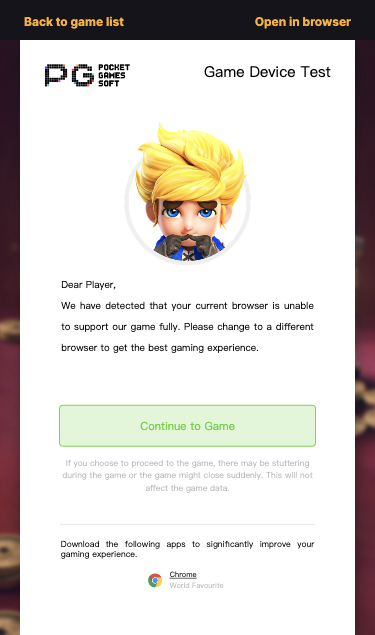 Back to game list
Open in browser
PG POCKET
GAMES
SOFT
Game Device Test
Dear Player,
We have detected that your current browser is unable
to support our game fully. Please change to a different
browser to get the best gaming experience.
Continue to Game
If you choose to proceed to the game, there may be stuttering
during the game or the game might close suddenly. This will not
affect the game data.
Download the following apps to significantly improve your
gaming experience.
Chrome
World Favourite